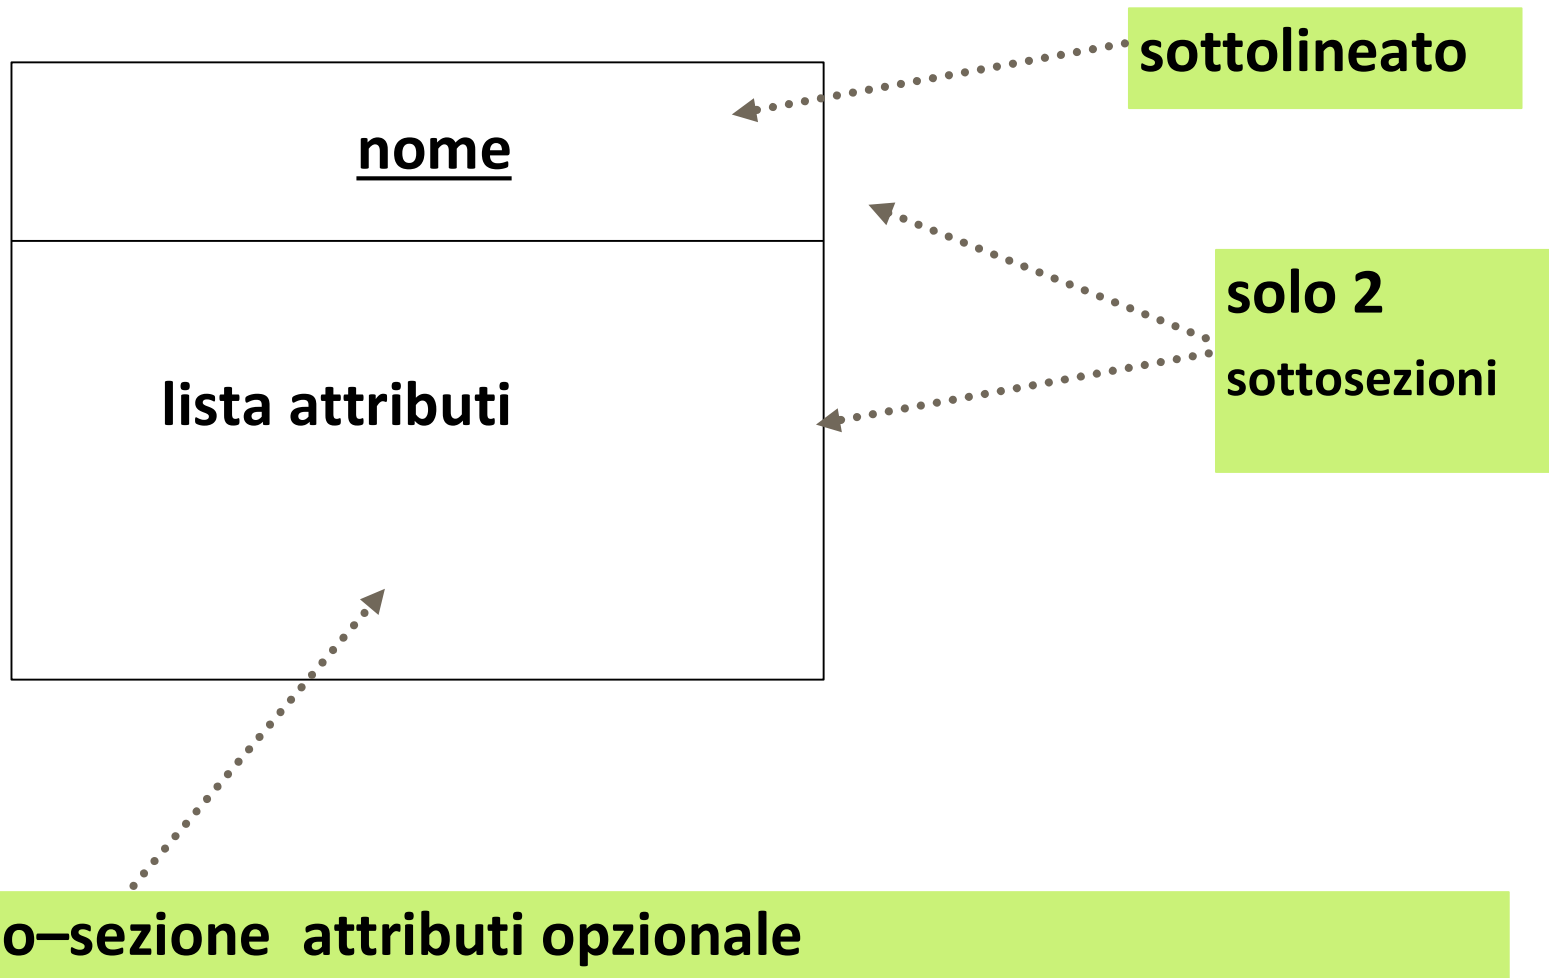 sottolineato
nome
solo 2
sottosezioni
lista attributi
o–sezione attributi opzionale